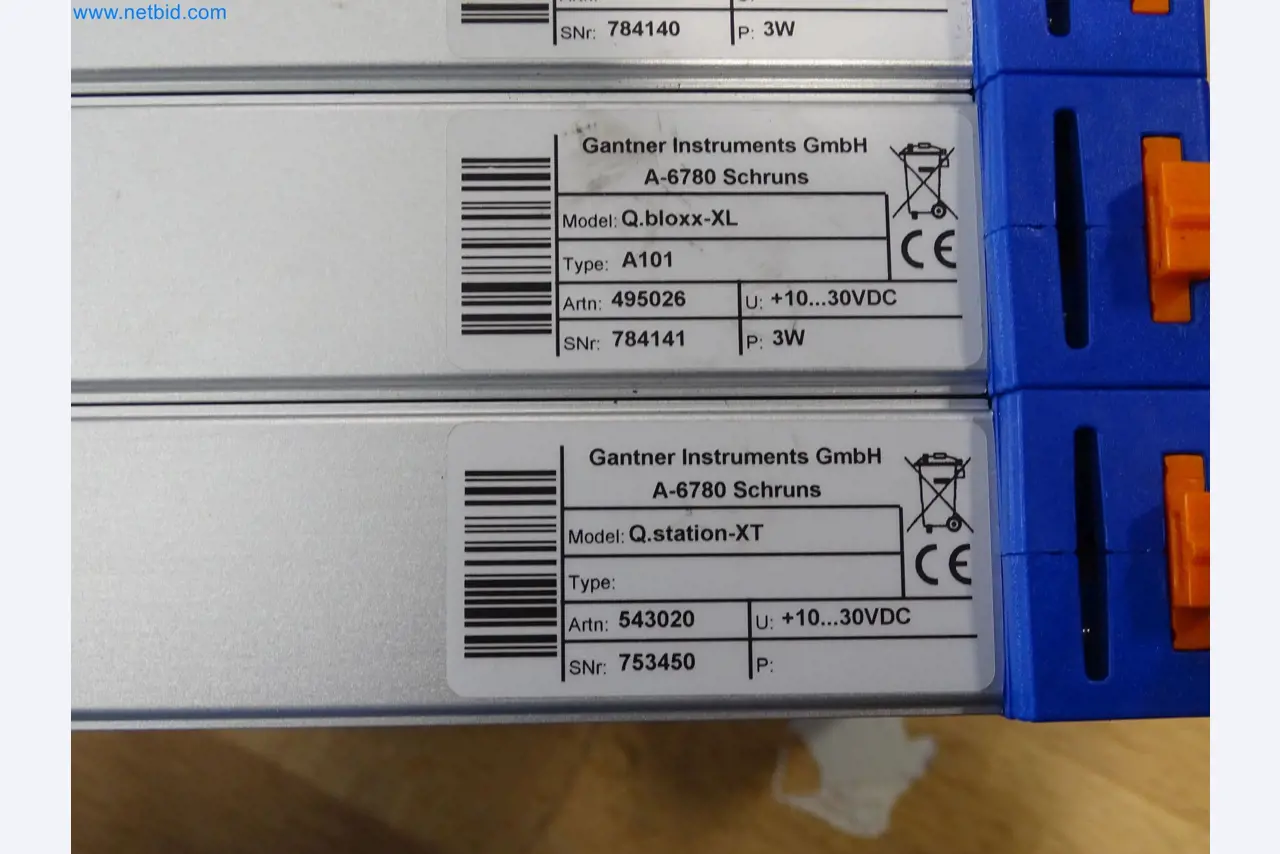 www.netbid.com
SNr: 784140 P: 3W
Gantner Instruments GmbH
A-6780 Schruns
Model: Q.bloxx-XL
Type: A101
Artn: 495026 U: +10...30VDC
SNr: 784141 P: 3W
CE
Gantner Instruments GmbH
A-6780 Schruns
Model: Q.station-XT
Type:
Artn: 543020 U: +10...30VDC
SNr: 753450 P:
CE